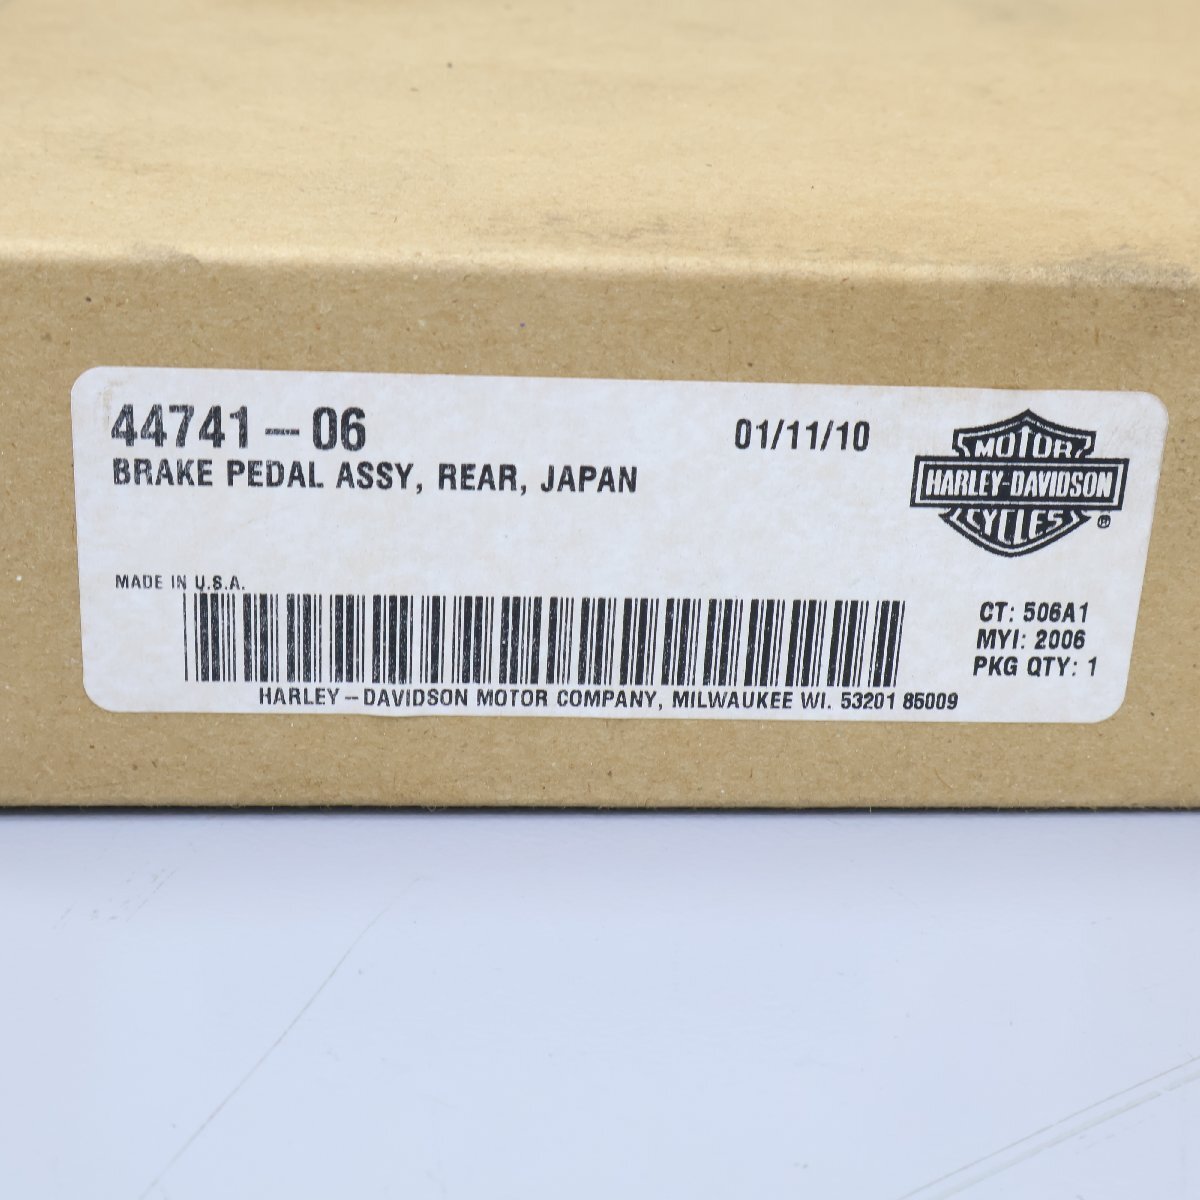 44741-06
01/11/10
BRAKE PEDAL ASSY, REAR, JAPAN
MOTOR
HARLEY-DAVIDSON
CYCLES
®
MADE IN U.S.A.
CT: 506A1
MYI: 2006
PKG QTY: 1
HARLEY-DAVIDSON MOTOR COMPANY, MILWAUKEE WI. 53201 85009